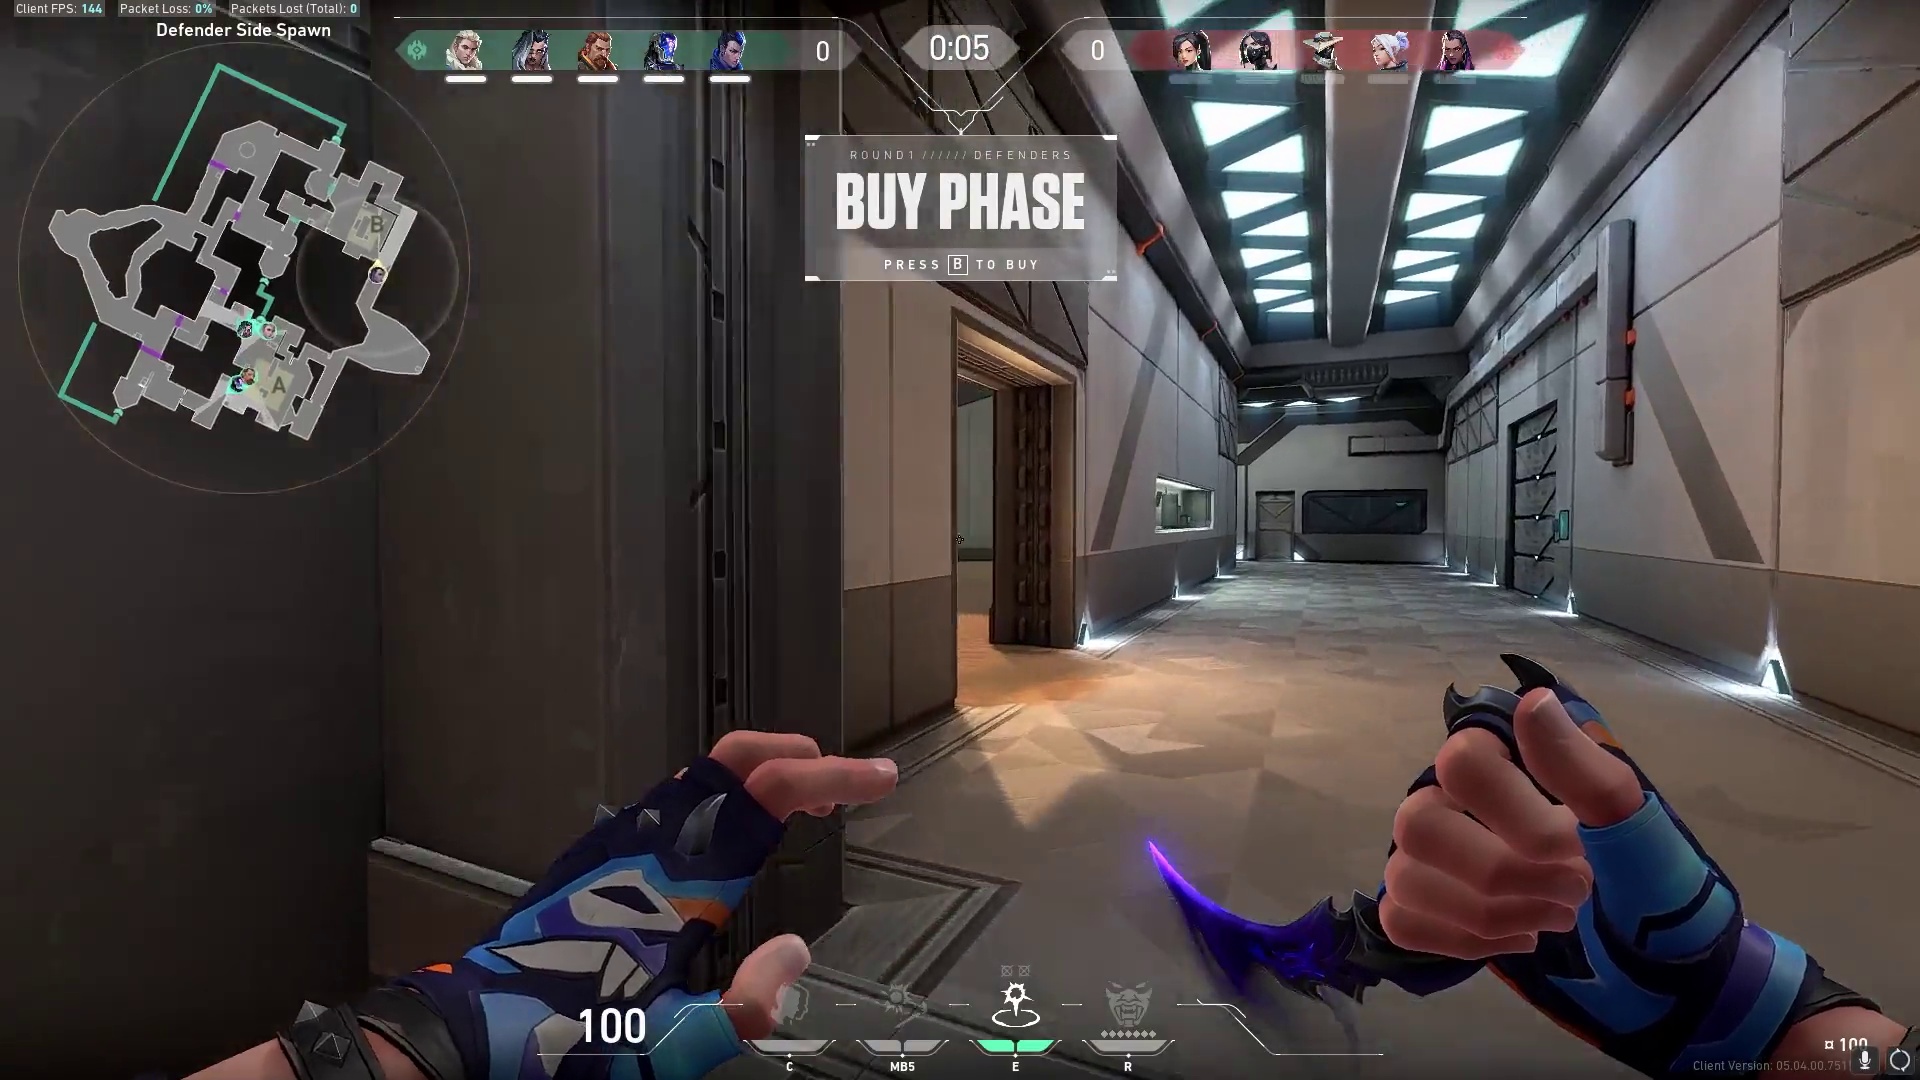 Client FPS: 144 Packet Loss: 0% Packets Lost (Total): 0
Defender Side Spawn
0 0:05 0
ROUND 1 ////// DEFENDERS
BUY PHASE
PRESS B TO BUY
B
A
100
C MB5 E R
¤ 100
Client Version: 05.04.00.751